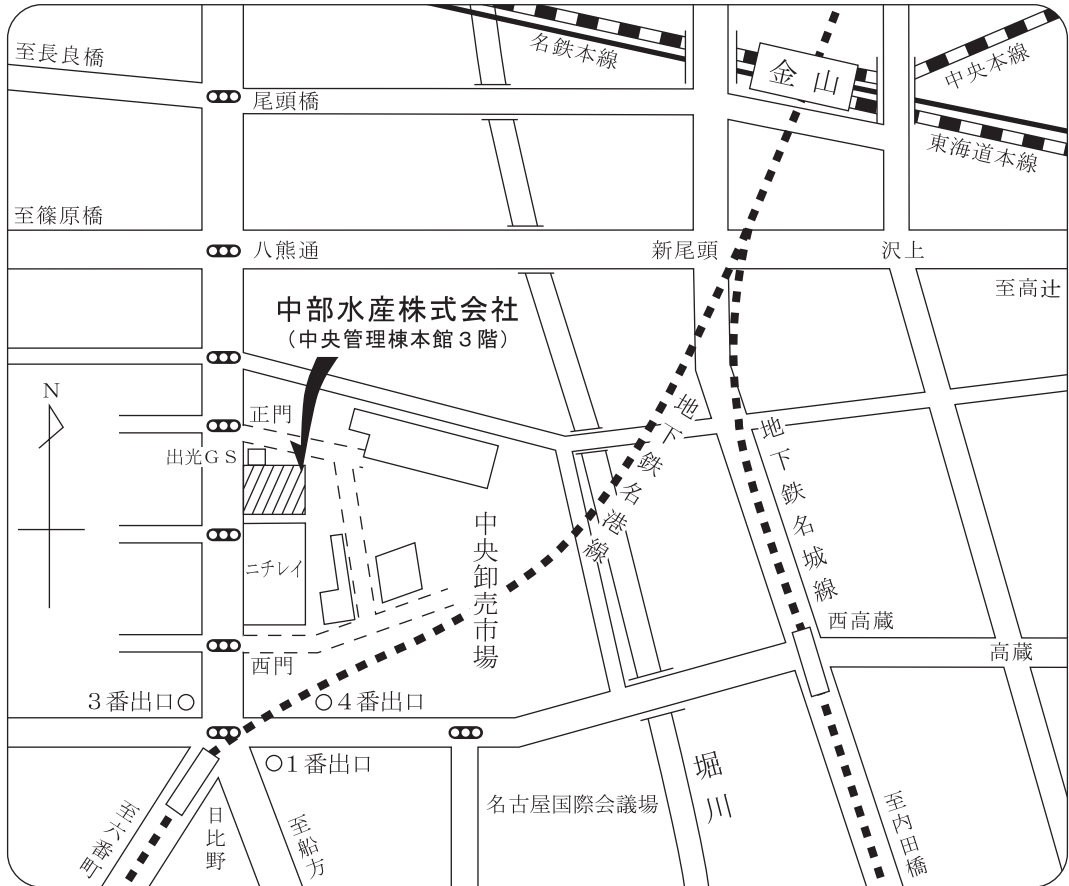 至長良橋
名鉄本線
金山
中央本線
尾頭橋
東海道本線
至篠原橋
八熊通
新尾頭
沢上
至高辻
中部水産株式会社
（中央管理棟本館３階）
N
正門
出光ＧＳ
地下鉄名港線
地下鉄名城線
ニチレイ
中央卸売市場
西高蔵
高蔵
西門
３番出口
４番出口
１番出口
堀川
名古屋国際会議場
至六番町
日比野
至船方
至内田橋